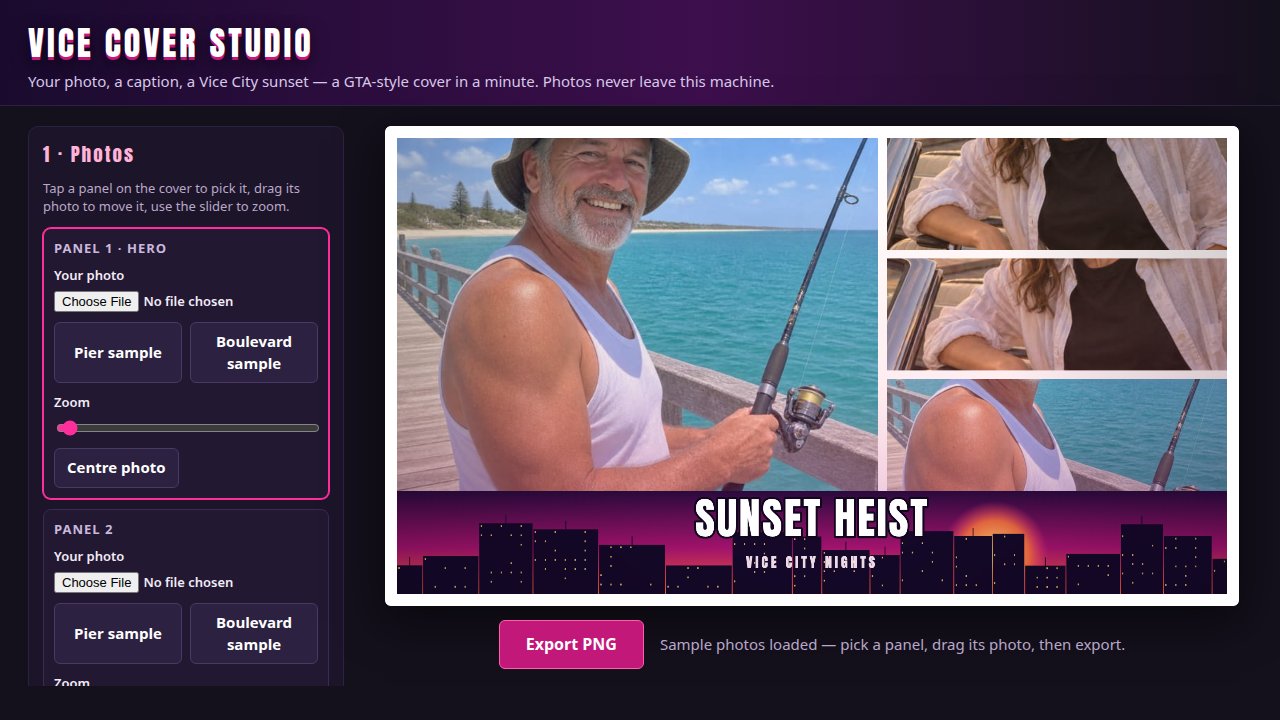 VICE COVER STUDIO
Your photo, a caption, a Vice City sunset — a GTA-style cover in a minute. Photos never leave this machine.
1 · Photos
Tap a panel on the cover to pick it, drag its
photo to move it, use the slider to zoom.
PANEL 1 · HERO
Your photo
Choose File No file chosen
Pier sample
Boulevard
sample
Zoom
Centre photo
PANEL 2
Your photo
Choose File No file chosen
Pier sample
Boulevard
sample
Zoom
SUNSET HEIST
VICE CITY NIGHTS
Export PNG
Sample photos loaded — pick a panel, drag its photo, then export.